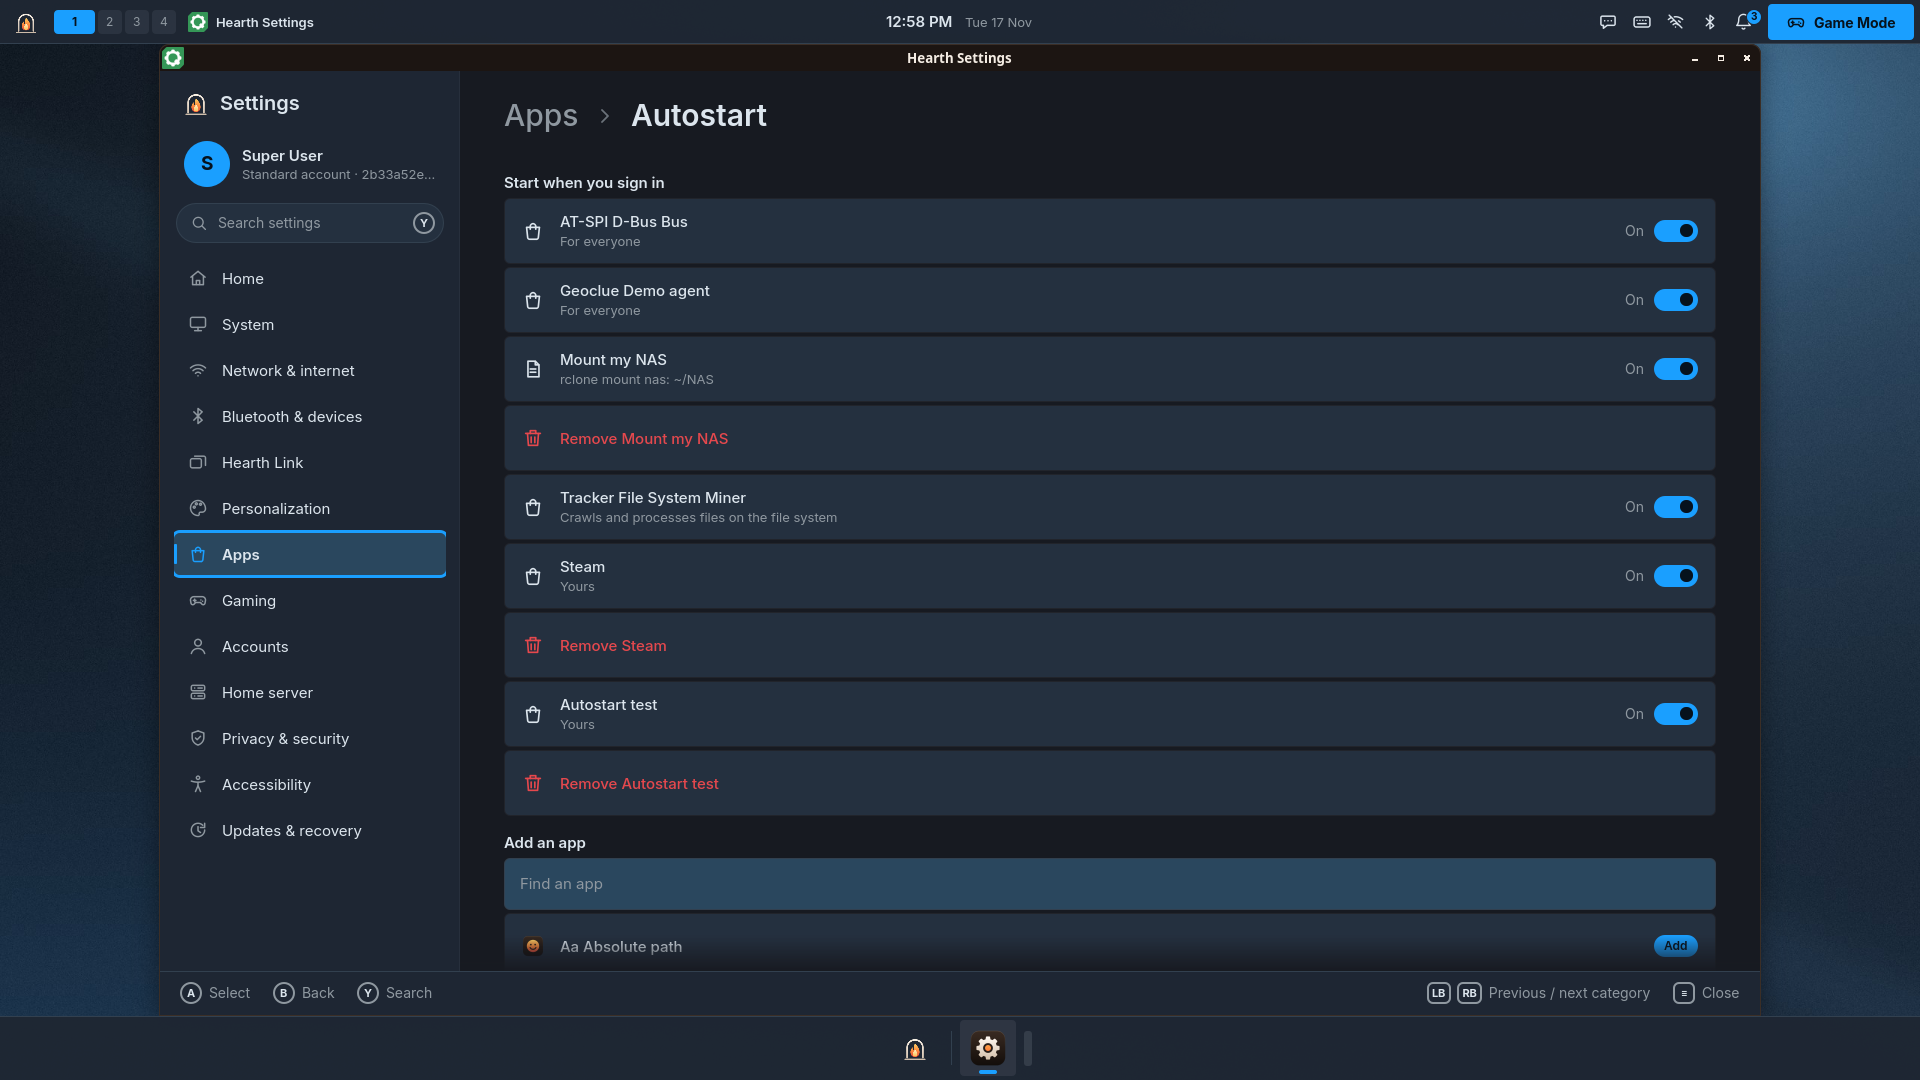 1 2 3 4 Hearth Settings
12:58 PM Tue 17 Nov
3
Game Mode
Hearth Settings
Settings
S
Super User
Standard account · 2b33a52e...
Search settings Y
Home
System
Network & internet
Bluetooth & devices
Hearth Link
Personalization
Apps
Gaming
Accounts
Home server
Privacy & security
Accessibility
Updates & recovery
Apps > Autostart
Start when you sign in
AT-SPI D-Bus Bus
For everyone
On
Geoclue Demo agent
For everyone
On
Mount my NAS
rclone mount nas: ~/NAS
On
Remove Mount my NAS
Tracker File System Miner
Crawls and processes files on the file system
On
Steam
Yours
On
Remove Steam
Autostart test
Yours
On
Remove Autostart test
Add an app
Find an app
Aa Absolute path
Add
A Select B Back Y Search
LB RB Previous / next category ≡ Close